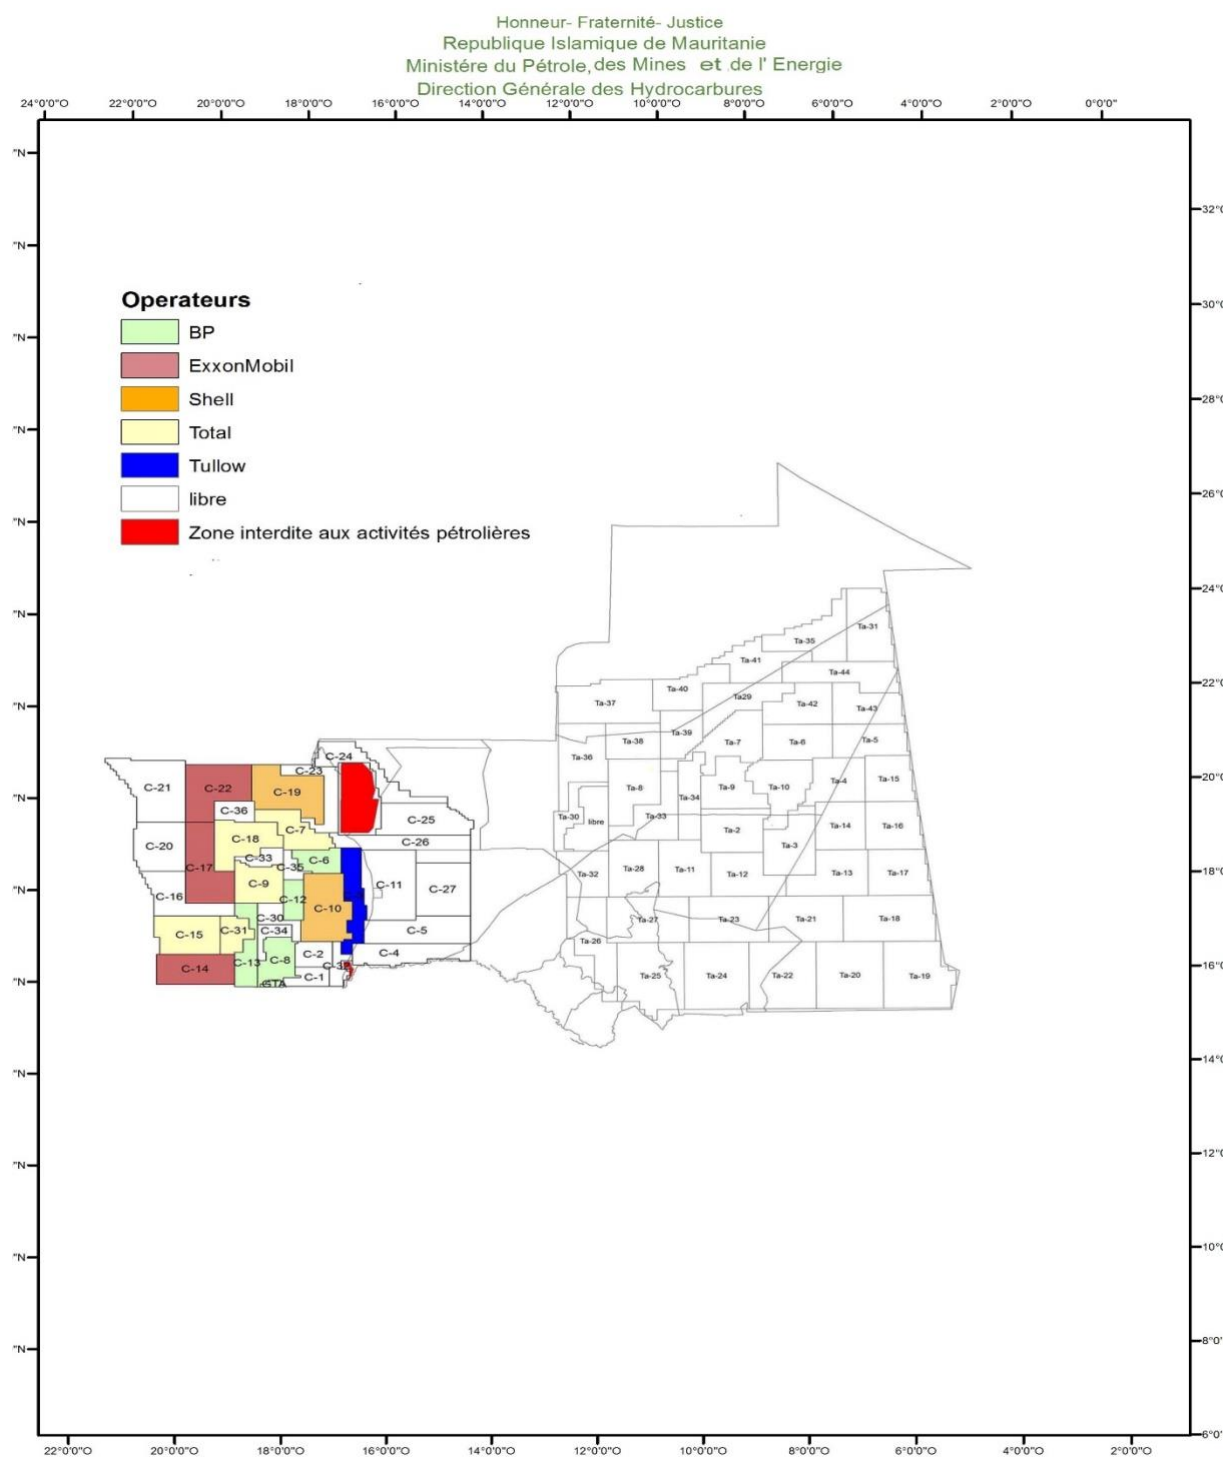 Honneur- Fraternité- Justice
Republique Islamique de Mauritanie
Ministére du Pétrole, des Mines et de l' Energie
Direction Générale des Hydrocarbures
24°0'0"O 22°0'0"O 20°0'0"O 18°0'0"O 16°0'0"O 14°0'0"O 12°0'0"O 10°0'0"O 8°0'0"O 6°0'0"O 4°0'0"O 2°0'0"O 0°0'0"
"N
"N
"N
"N
"N
"N
"N
"N
"N
"N
"N
"N
"N
"N
32°0
30°0
28°0
26°0
24°0
22°0
20°0
18°0
16°0
14°0
12°0
10°0
8°0
6°0
Operateurs
BP
ExxonMobil
Shell
Total
Tullow
libre
Zone interdite aux activités pétrolières
C-24
C-23
C-21
C-22
C-19
C-36
C-25
C-7
C-18
C-20
C-26
C-33
C-6
C-17
C-35
C-9
C-11
C-27
C-16
C-12
C-10
C-30
C-15
C-31
C-34
C-5
C-13
C-8
C-2
C-4
C-14
C-1
GTA
Ta-31
Ta-35
Ta-41
Ta-44
Ta-40
Ta29
Ta-37
Ta-42
Ta-43
Ta-39
Ta-38
Ta-7
Ta-6
Ta-5
Ta-36
Ta-4
Ta-15
Ta-8
Ta-9
Ta-10
Ta-34
Ta-30
libre
Ta-33
Ta-2
Ta-14
Ta-16
Ta-3
Ta-32
Ta-28
Ta-11
Ta-12
Ta-13
Ta-17
Ta-27
Ta-23
Ta-21
Ta-18
Ta-26
Ta-25
Ta-24
Ta-22
Ta-20
Ta-19
22°0'0"O 20°0'0"O 18°0'0"O 16°0'0"O 14°0'0"O 12°0'0"O 10°0'0"O 8°0'0"O 6°0'0"O 4°0'0"O 2°0'0"O